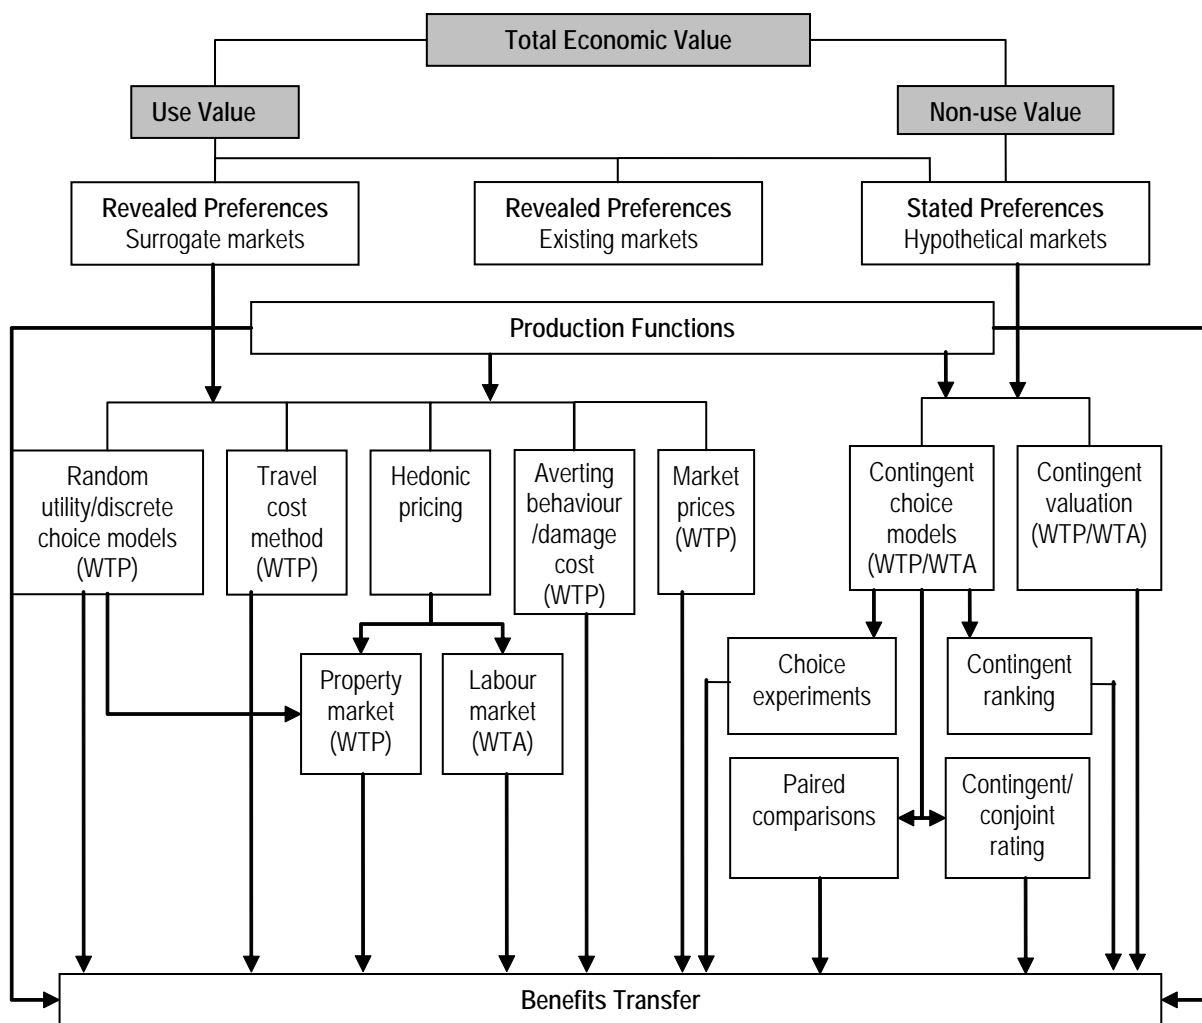 Total Economic Value
Use Value
Non-use Value
Revealed Preferences
Surrogate markets
Revealed Preferences
Existing markets
Stated Preferences
Hypothetical markets
Production Functions
Random
utility/discrete
choice models
(WTP)
Travel
cost
method
(WTP)
Hedonic
pricing
Averting
behaviour
/damage
cost
(WTP)
Market
prices
(WTP)
Contingent
choice
models
(WTP/WTA
Contingent
valuation
(WTP/WTA)
Property
market
(WTP)
Labour
market
(WTA)
Choice
experiments
Contingent
ranking
Paired
comparisons
Contingent/
conjoint
rating
Benefits Transfer